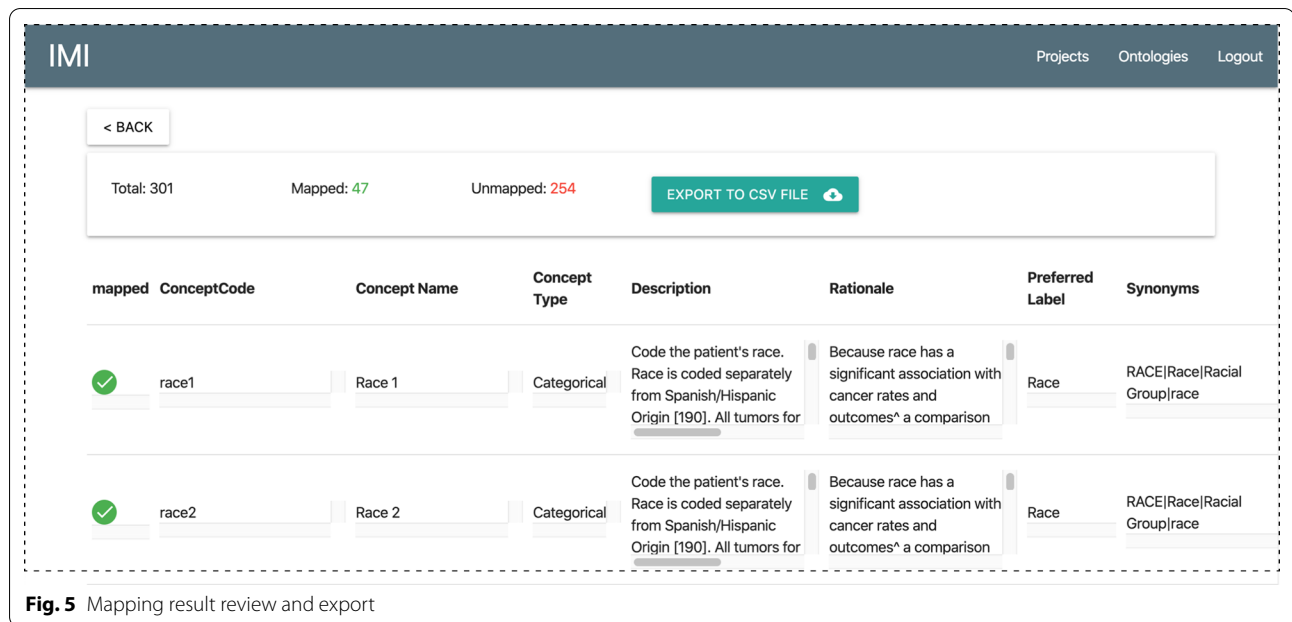 IMI
Projects Ontologies Logout
< BACK
Total: 301 Mapped: 47 Unmapped: 254 EXPORT TO CSV FILE
mapped ConceptCode Concept Name Concept Type Description Rationale Preferred Label Synonyms
race1
Race 1
Categorical
Code the patient's race.
Race is coded separately
from Spanish/Hispanic
Origin [190]. All tumors for
Because race has a
significant association with
cancer rates and
outcomes^ a comparison
Race
RACE|Race|Racial
Group|race
race2
Race 2
Categorical
Code the patient's race.
Race is coded separately
from Spanish/Hispanic
Origin [190]. All tumors for
Because race has a
significant association with
cancer rates and
outcomes^ a comparison
Race
RACE|Race|Racial
Group|race
Fig. 5 Mapping result review and export